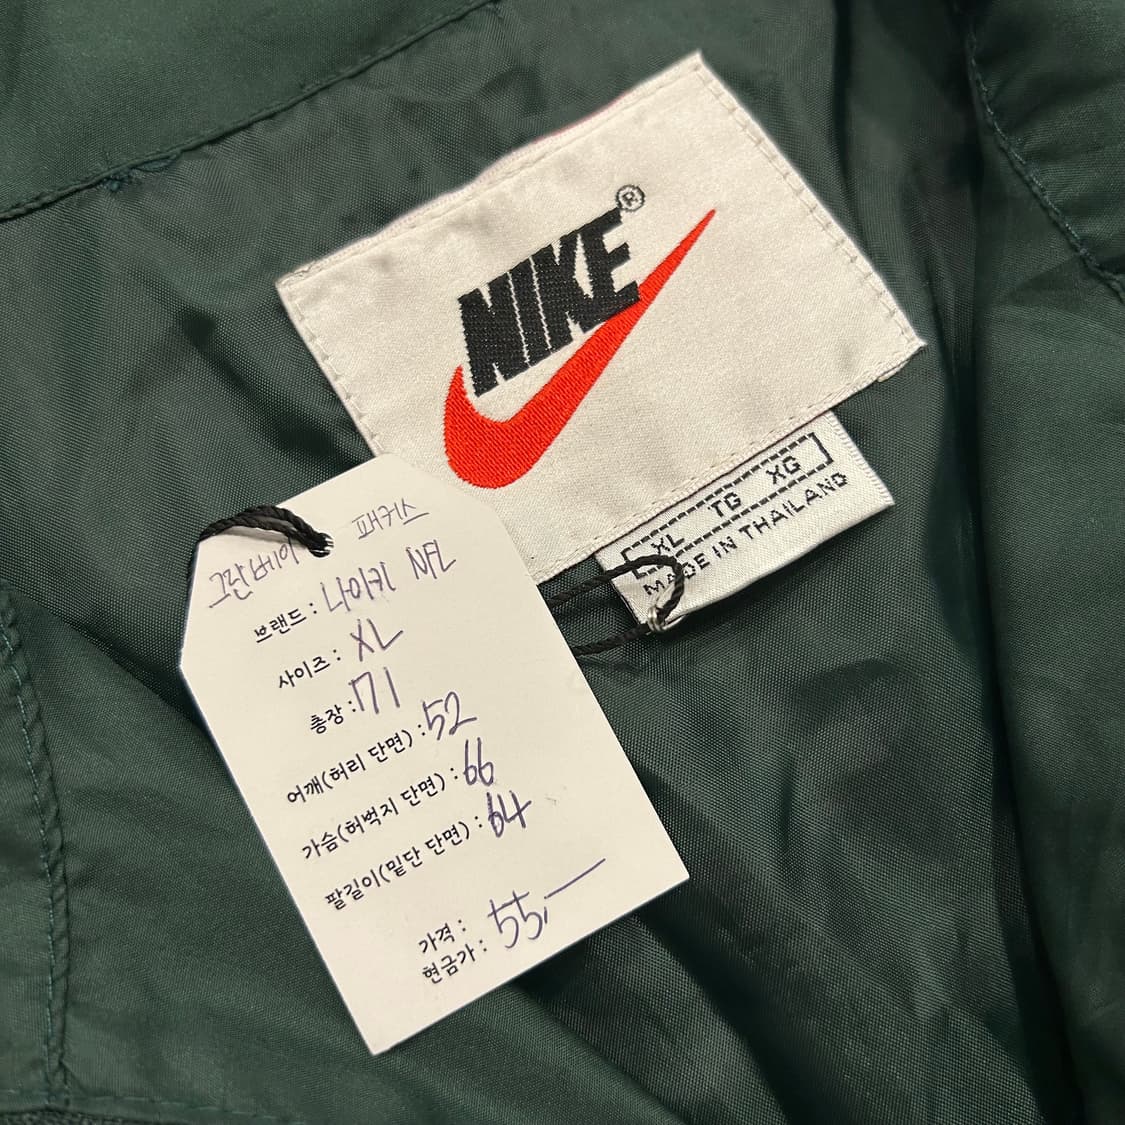 NIKE®
XL TG XG
MADE IN THAILAND
그린베이 패커스
브랜드 : 나이키 NFL
사이즈 : XL
총장 : 71
어깨(허리 단면) : 52
가슴(허벅지 단면) : 66
팔길이(밑단 단면) : 64
가격 : 55,—
현금가 :